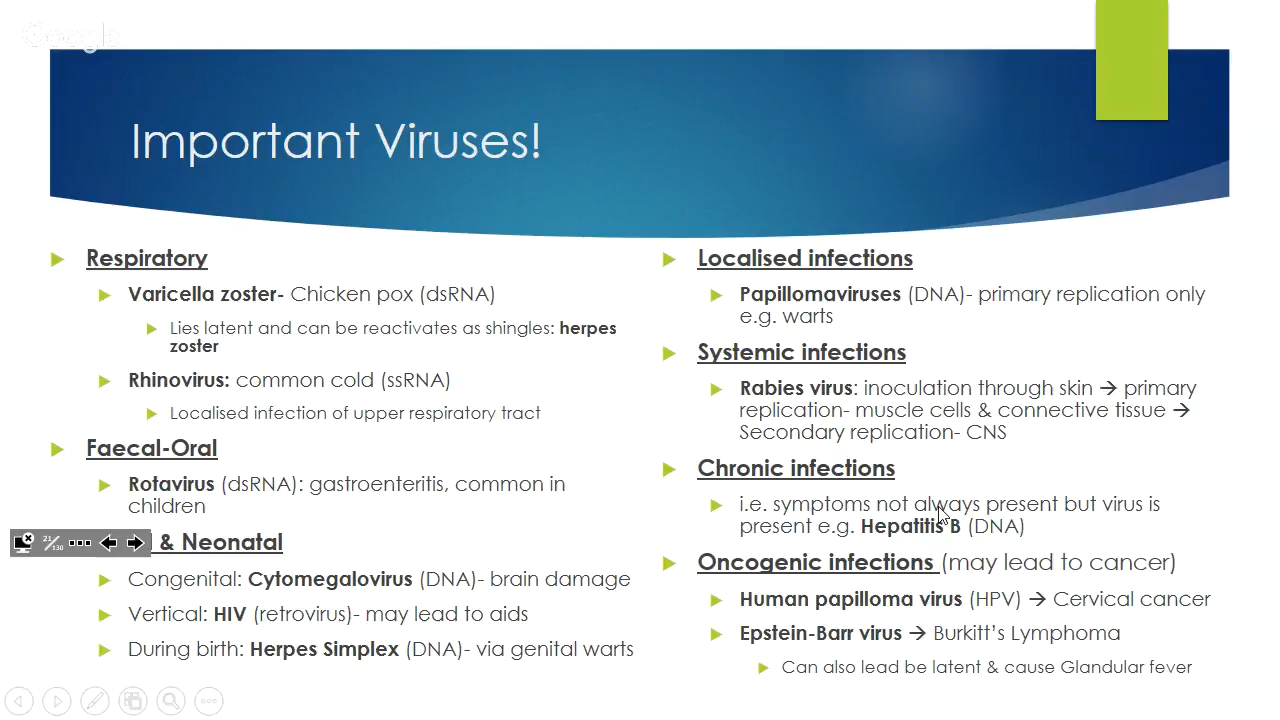 Google
Important Viruses!
Respiratory
Varicella zoster- Chicken pox (dsRNA)
Lies latent and can be reactivates as shingles: herpes
zoster
Rhinovirus: common cold (ssRNA)
Localised infection of upper respiratory tract
Faecal-Oral
Rotavirus (dsRNA): gastroenteritis, common in
children
21/130
& Neonatal
Congenital: Cytomegalovirus (DNA)- brain damage
Vertical: HIV (retrovirus)- may lead to aids
During birth: Herpes Simplex (DNA)- via genital warts
Localised infections
Papillomaviruses (DNA)- primary replication only
e.g. warts
Systemic infections
Rabies virus: inoculation through skin → primary
replication- muscle cells & connective tissue →
Secondary replication- CNS
Chronic infections
i.e. symptoms not always present but virus is
present e.g. Hepatitis B (DNA)
Oncogenic infections (may lead to cancer)
Human papilloma virus (HPV) → Cervical cancer
Epstein-Barr virus → Burkitt's Lymphoma
Can also lead be latent & cause Glandular fever